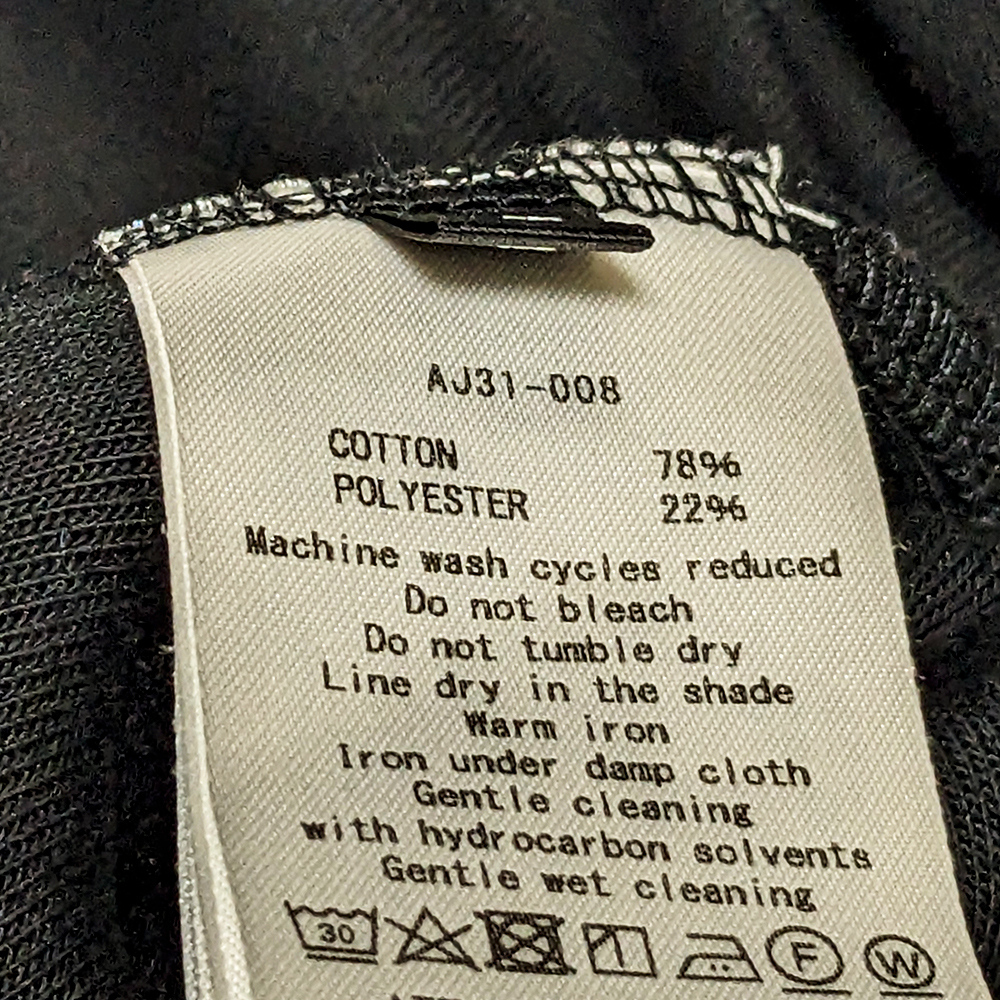 AJ31-008
COTTON 78%
POLYESTER 22%
Machine wash cycles reduced
Do not bleach
Do not tumble dry
Line dry in the shade
Warm iron
Iron under damp cloth
Gentle cleaning
with hydrocarbon solvents
Gentle wet cleaning
30 F W